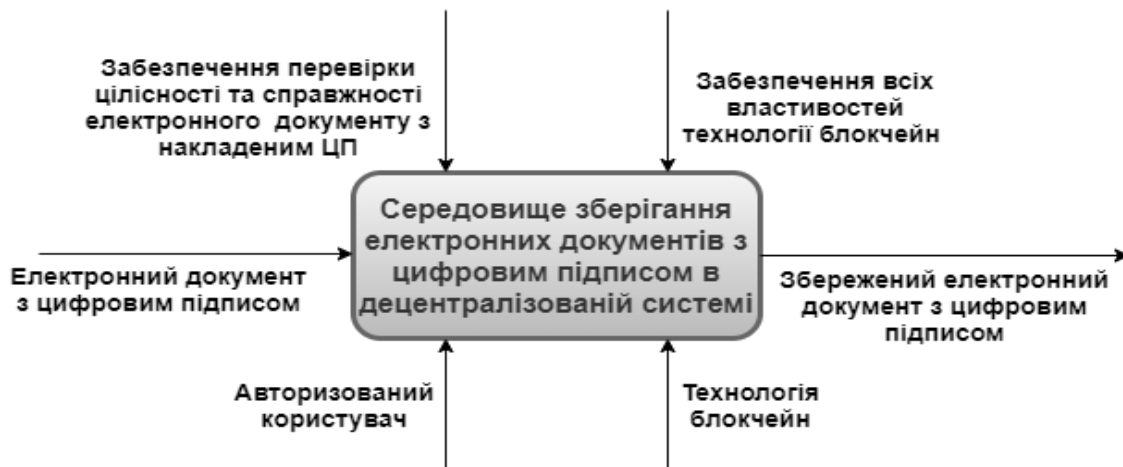 Забезпечення перевірки
цілісності та справжності
електронного документу з
накладеним ЦП
Забезпечення всіх
властивостей
технології блокчейн
Середовище зберігання
електронних документів з
цифровим підписом в
децентралізованій системі
Електронний документ
з цифровим підписом
Збережений електронний
документ з цифровим
підписом
Авторизований
користувач
Технологія
блокчейн